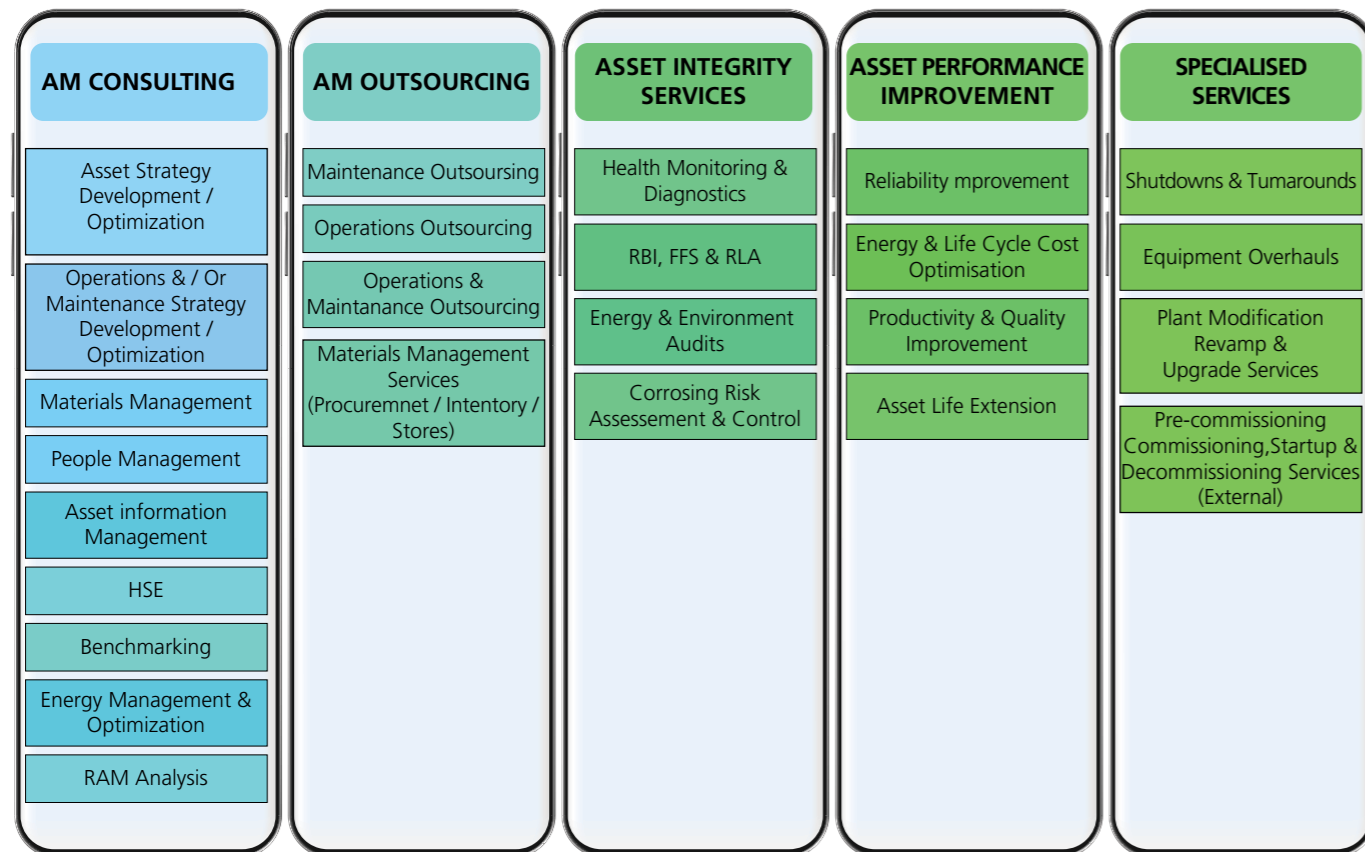 AM CONSULTING
Asset Strategy
Development /
Optimization
Operations & / Or
Maintenance Strategy
Development /
Optimization
Materials Management
People Management
Asset information
Management
HSE
Benchmarking
Energy Management &
Optimization
RAM Analysis
AM OUTSOURCING
Maintenance Outsoursing
Operations Outsourcing
Operations &
Maintanance Outsourcing
Materials Management
Services
(Procuremnet / Intentory /
Stores)
ASSET INTEGRITY
SERVICES
Health Monitoring &
Diagnostics
RBI, FFS & RLA
Energy & Environment
Audits
Corrosing Risk
Assessement & Control
ASSET PERFORMANCE
IMPROVEMENT
Reliability mprovement
Energy & Life Cycle Cost
Optimisation
Productivity & Quality
Improvement
Asset Life Extension
SPECIALISED
SERVICES
Shutdowns & Tumarounds
Equipment Overhauls
Plant Modification
Revamp &
Upgrade Services
Pre-commissioning
Commissioning,Startup &
Decommissioning Services
(External)